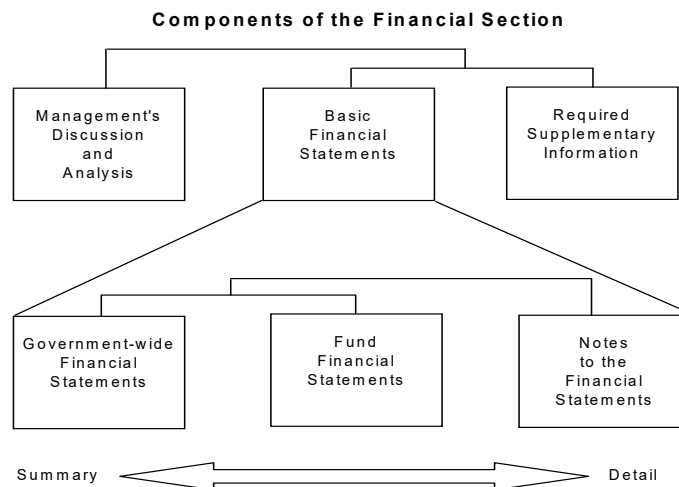 Components of the Financial Section
Management's
Discussion
and
Analysis
Basic
Financial
Statements
Required
Supplementary
Information
Government-wide
Financial
Statements
Fund
Financial
Statements
Notes
to the
Financial
Statements
Summary
Detail